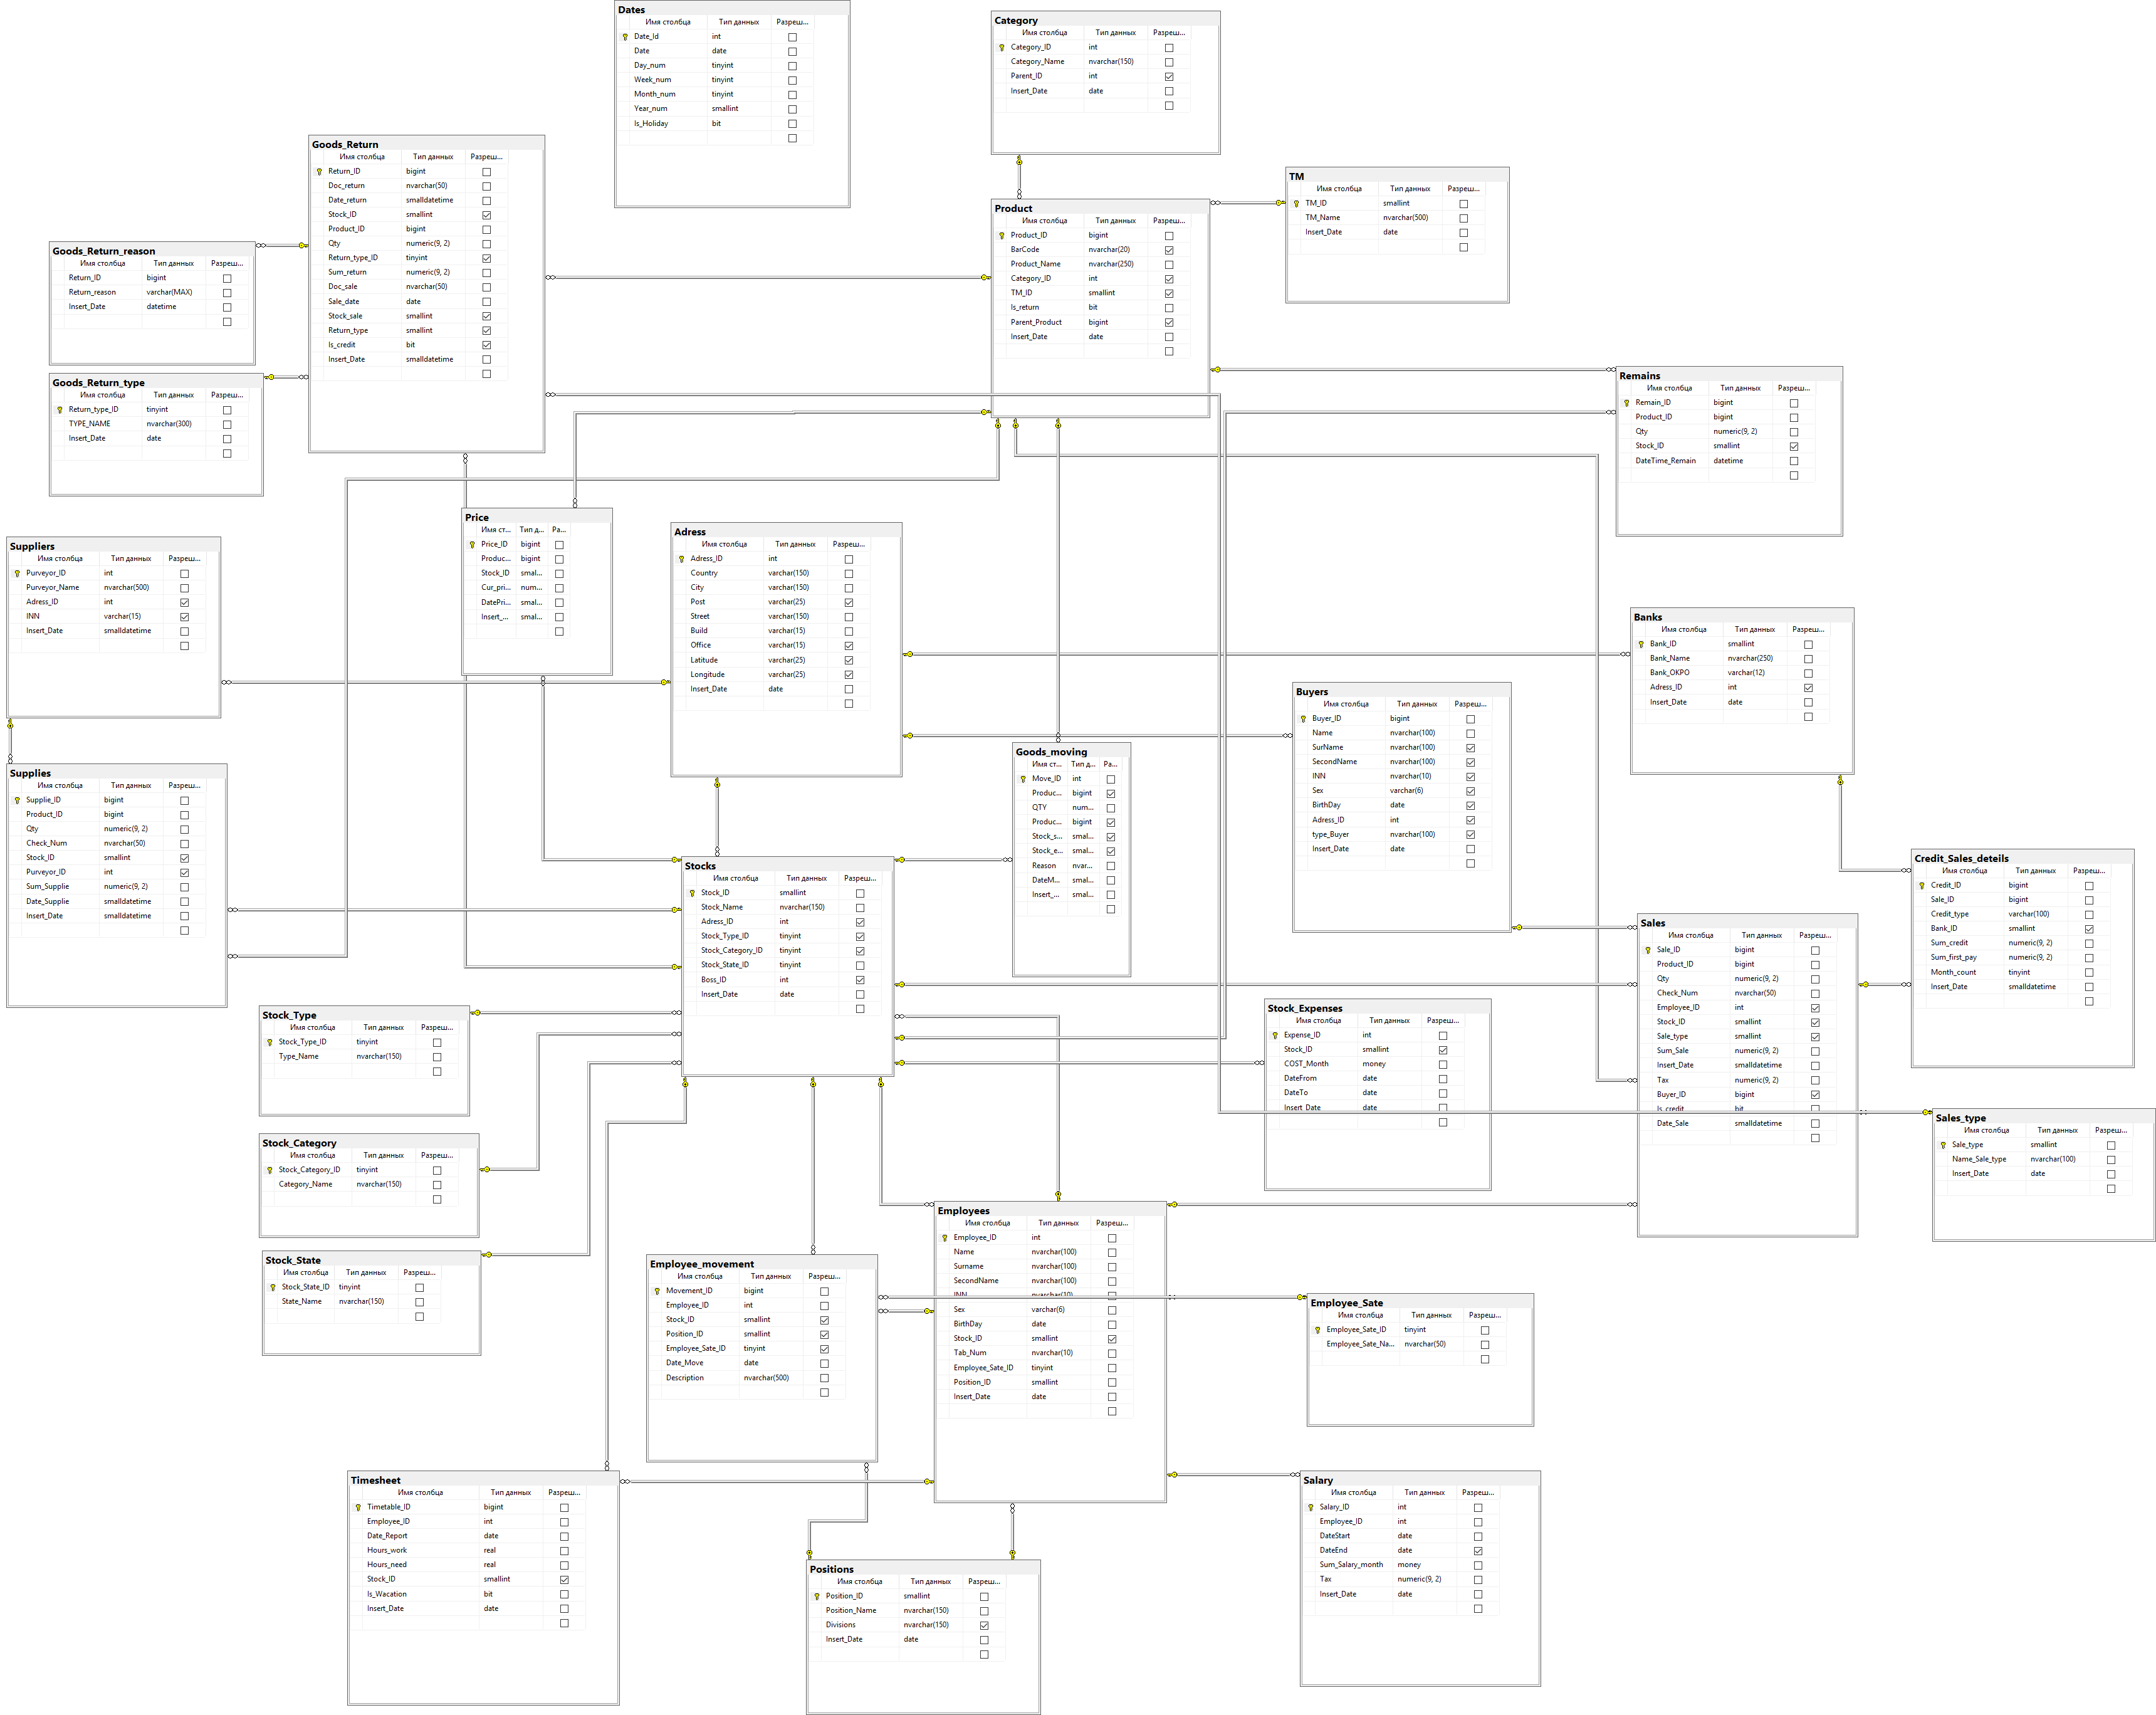 Dates
Имя столбца Тип данных Разреш...
Date_Id int
Date date
Day_num tinyint
Week_num tinyint
Month_num tinyint
Year_num smallint
Is_Holiday bit
Category
Имя столбца Тип данных Разреш...
Category_ID int
Category_Name nvarchar(150)
Parent_ID int
Insert_Date date
Goods_Return
Имя столбца Тип данных Разреш...
Return_ID bigint
Doc_return nvarchar(50)
Date_return smalldatetime
Stock_ID smallint
Product_ID bigint
Qty numeric(9, 2)
Return_type_ID tinyint
Sum_return numeric(9, 2)
Doc_sale nvarchar(50)
Sale_date date
Stock_sale smallint
Return_type smallint
Is_credit bit
Insert_Date smalldatetime
TM
Имя столбца Тип данных Разреш...
TM_ID smallint
TM_Name nvarchar(500)
Insert_Date date
Product
Имя столбца Тип данных Разреш...
Product_ID bigint
BarCode nvarchar(20)
Product_Name nvarchar(250)
Category_ID int
TM_ID smallint
Is_return bit
Parent_Product bigint
Insert_Date date
Goods_Return_reason
Имя столбца Тип данных Разреш...
Return_ID bigint
Return_reason varchar(MAX)
Insert_Date datetime
Goods_Return_type
Имя столбца Тип данных Разреш...
Return_type_ID tinyint
TYPE_NAME nvarchar(300)
Insert_Date date
Remains
Имя столбца Тип данных Разреш...
Remain_ID bigint
Product_ID bigint
Qty numeric(9, 2)
Stock_ID smallint
DateTime_Remain datetime
Price
Имя ст... Тип д... Ра...
Price_ID bigint
Produc... bigint
Stock_ID smal...
Cur_pri... num...
DatePri... smal...
Insert_... smal...
Adress
Имя столбца Тип данных Разреш...
Adress_ID int
Country varchar(150)
City varchar(150)
Post varchar(25)
Street varchar(150)
Build varchar(15)
Office varchar(15)
Latitude varchar(25)
Longitude varchar(25)
Insert_Date date
Suppliers
Имя столбца Тип данных Разреш...
Purveyor_ID int
Purveyor_Name nvarchar(500)
Adress_ID int
INN varchar(15)
Insert_Date smalldatetime
Banks
Имя столбца Тип данных Разреш...
Bank_ID smallint
Bank_Name nvarchar(250)
Bank_OKPO varchar(12)
Adress_ID int
Insert_Date date
Buyers
Имя столбца Тип данных Разреш...
Buyer_ID bigint
Name nvarchar(100)
SurName nvarchar(100)
SecondName nvarchar(100)
INN nvarchar(10)
Sex varchar(6)
BirthDay date
Adress_ID int
type_Buyer nvarchar(100)
Insert_Date date
Goods_moving
Имя ст... Тип д... Ра...
Move_ID int
Produc... bigint
QTY num...
Produc... bigint
Stock_s... smal...
Stock_e... smal...
Reason nvar...
DateM... smal...
Insert_... smal...
Supplies
Имя столбца Тип данных Разреш...
Supplie_ID bigint
Product_ID bigint
Qty numeric(9, 2)
Check_Num nvarchar(50)
Stock_ID smallint
Purveyor_ID int
Sum_Supplie numeric(9, 2)
Date_Supplie smalldatetime
Insert_Date smalldatetime
Stocks
Имя столбца Тип данных Разреш...
Stock_ID smallint
Stock_Name nvarchar(150)
Adress_ID int
Stock_Type_ID tinyint
Stock_Category_ID tinyint
Stock_State_ID tinyint
Boss_ID int
Insert_Date date
Credit_Sales_deteils
Имя столбца Тип данных Разреш...
Credit_ID bigint
Sale_ID bigint
Credit_type varchar(100)
Bank_ID smallint
Sum_credit numeric(9, 2)
Sum_first_pay numeric(9, 2)
Month_count tinyint
Insert_Date smalldatetime
Sales
Имя столбца Тип данных Разреш...
Sale_ID bigint
Product_ID bigint
Qty numeric(9, 2)
Check_Num nvarchar(50)
Employee_ID int
Stock_ID smallint
Sale_type smallint
Sum_Sale numeric(9, 2)
Insert_Date smalldatetime
Tax numeric(9, 2)
Buyer_ID bigint
Is_credit bit
Date_Sale smalldatetime
Stock_Expenses
Имя столбца Тип данных Разреш...
Expense_ID int
Stock_ID smallint
COST_Month money
DateFrom date
DateTo date
Insert_Date date
Stock_Type
Имя столбца Тип данных Разреш...
Stock_Type_ID tinyint
Type_Name nvarchar(150)
Sales_type
Имя столбца Тип данных Разреш...
Sale_type smallint
Name_Sale_type nvarchar(100)
Insert_Date date
Stock_Category
Имя столбца Тип данных Разреш...
Stock_Category_ID tinyint
Category_Name nvarchar(150)
Stock_State
Имя столбца Тип данных Разреш...
Stock_State_ID tinyint
State_Name nvarchar(150)
Employees
Имя столбца Тип данных Разреш...
Employee_ID int
Name nvarchar(100)
Surname nvarchar(100)
SecondName nvarchar(100)
INN nvarchar(10)
Sex varchar(6)
BirthDay date
Stock_ID smallint
Tab_Num nvarchar(10)
Employee_Sate_ID tinyint
Position_ID smallint
Insert_Date date
Employee_movement
Имя столбца Тип данных Разреш...
Movement_ID bigint
Employee_ID int
Stock_ID smallint
Position_ID smallint
Employee_Sate_ID tinyint
Date_Move date
Description nvarchar(500)
Employee_Sate
Имя столбца Тип данных Разреш...
Employee_Sate_ID tinyint
Employee_Sate_Na... nvarchar(50)
Timesheet
Имя столбца Тип данных Разреш...
Timetable_ID bigint
Employee_ID int
Date_Report date
Hours_work real
Hours_need real
Stock_ID smallint
Is_Wacation bit
Insert_Date date
Salary
Имя столбца Тип данных Разреш...
Salary_ID int
Employee_ID int
DateStart date
DateEnd date
Sum_Salary_month money
Tax numeric(9, 2)
Insert_Date date
Positions
Имя столбца Тип данных Разреш...
Position_ID smallint
Position_Name nvarchar(150)
Divisions nvarchar(150)
Insert_Date date